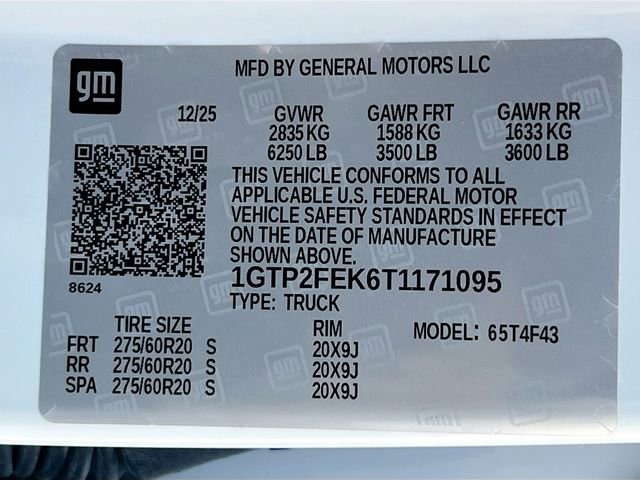 gm
MFD BY GENERAL MOTORS LLC
12/25 GVWR GAWR FRT GAWR RR
2835 KG 1588 KG 1633 KG
6250 LB 3500 LB 3600 LB
THIS VEHICLE CONFORMS TO ALL
APPLICABLE U.S. FEDERAL MOTOR
VEHICLE SAFETY STANDARDS IN EFFECT
ON THE DATE OF MANUFACTURE
SHOWN ABOVE.
8624
1GTP2FEK6T1171095
TYPE: TRUCK
TIRE SIZE RIM MODEL: 65T4F43
FRT 275/60R20 S 20X9J
RR 275/60R20 S 20X9J
SPA 275/60R20 S 20X9J